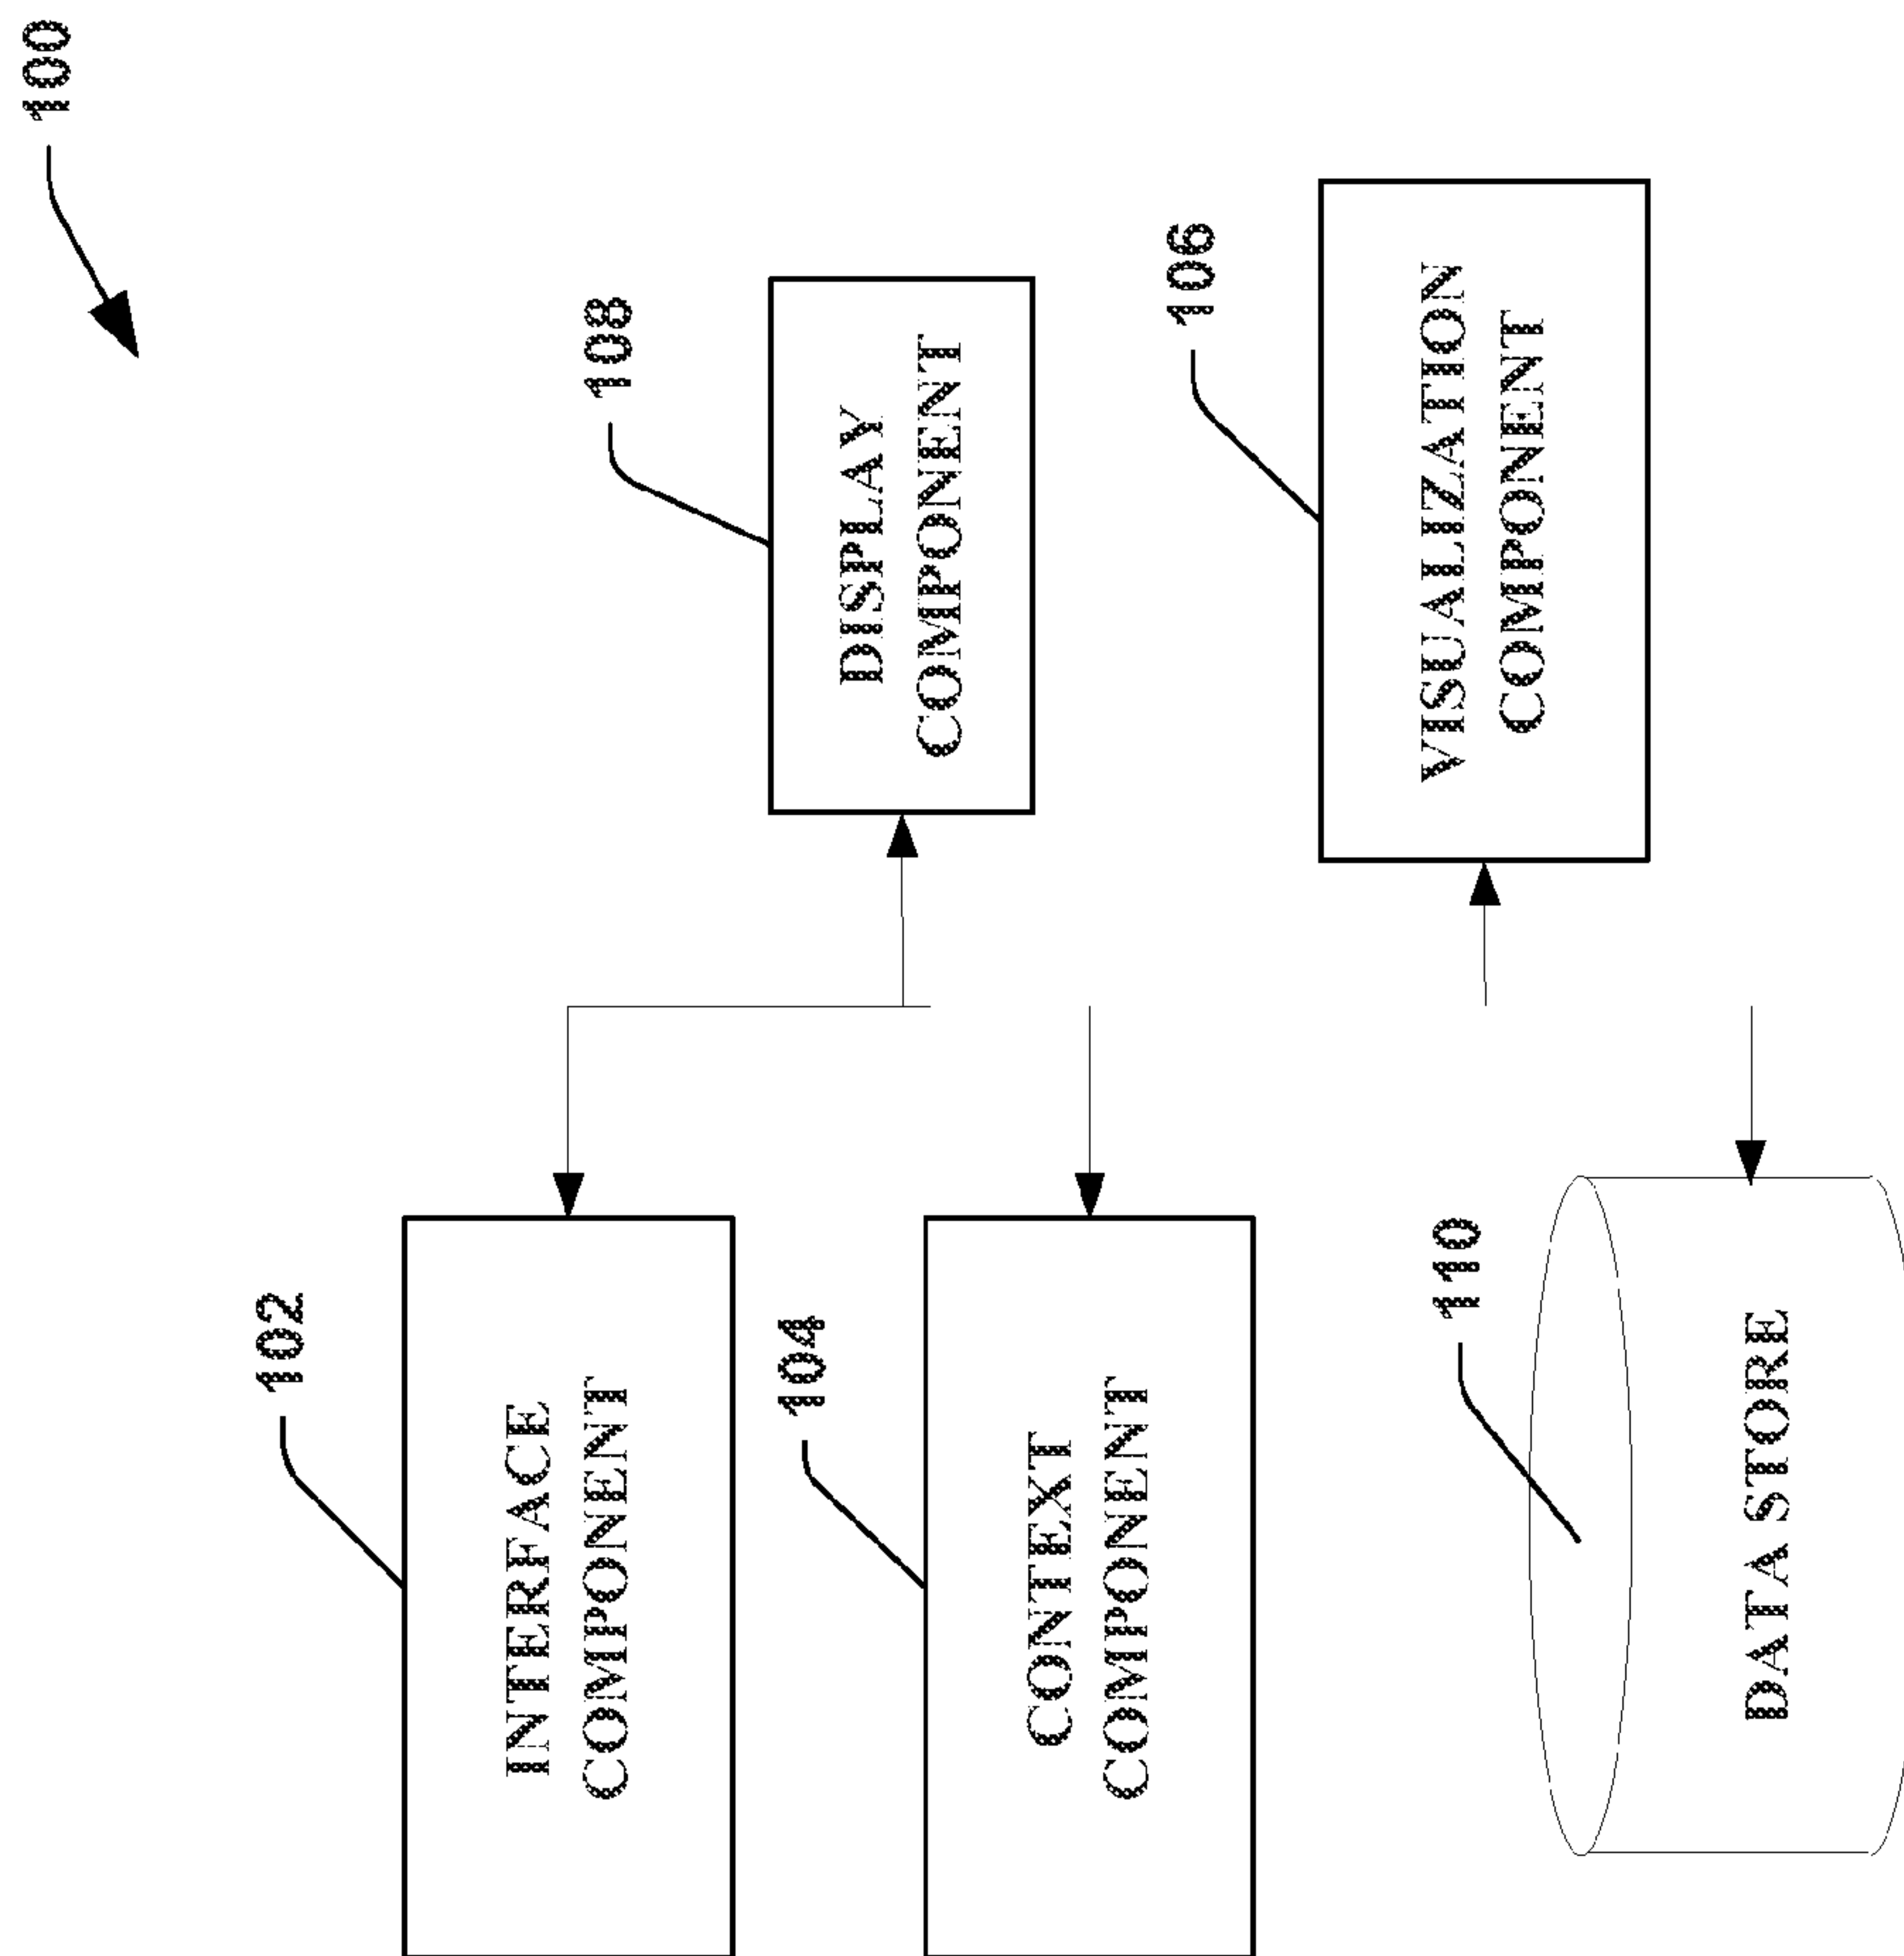 100
102
INTERFACE
COMPONENT
108
DISPLAY
COMPONENT
104
CONTEXT
COMPONENT
106
VISUALIZATION
COMPONENT
110
DATA STORE